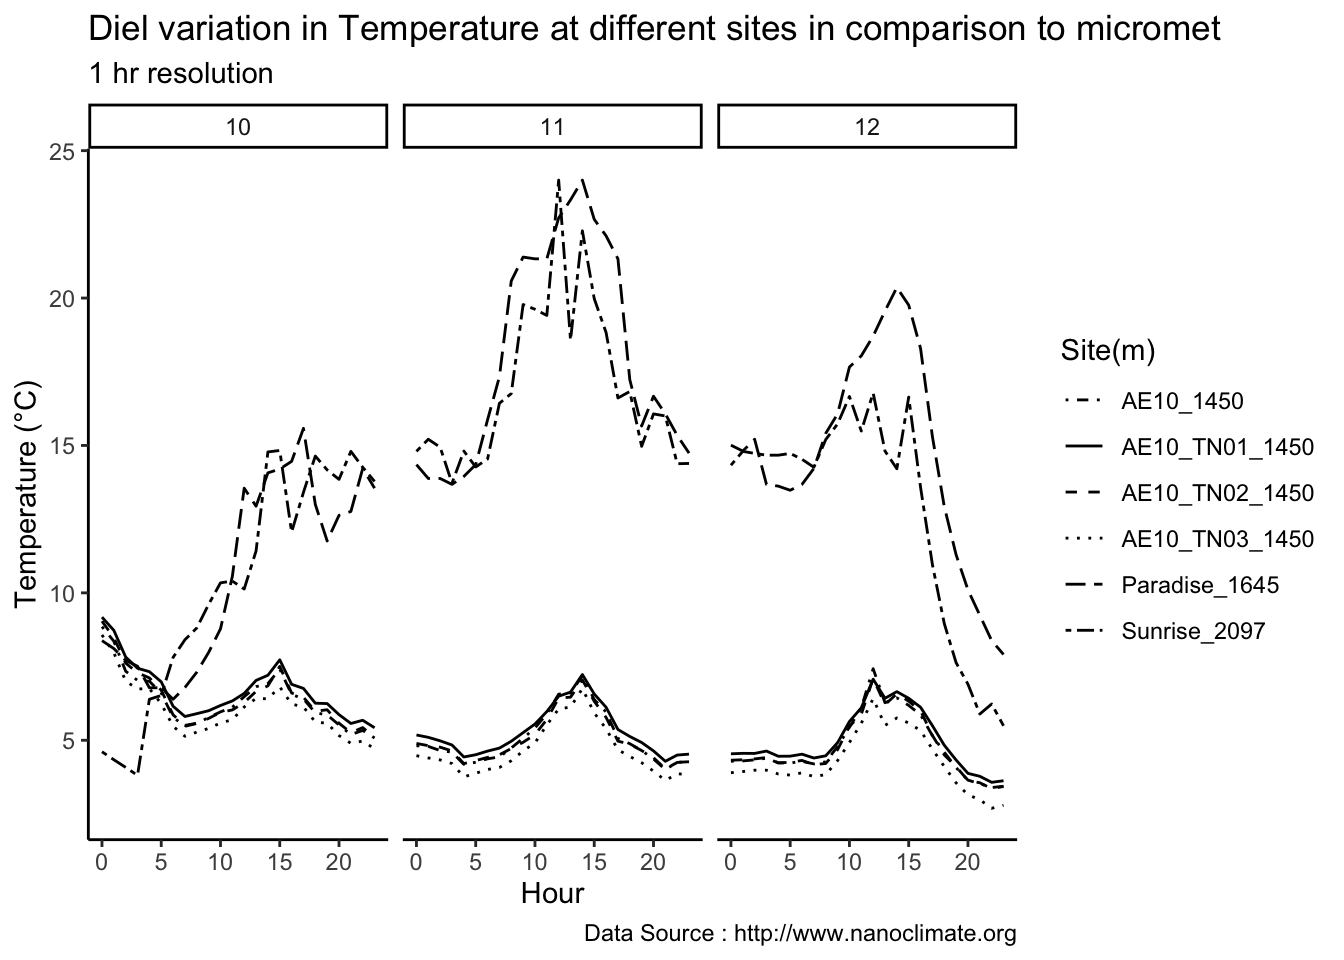 Diel variation in Temperature at different sites in comparison to micromet
1 hr resolution
10 11 12
25
20
15
10
5
Temperature (°C)
0 5 10 15 20 0 5 10 15 20 0 5 10 15 20
Hour
Site(m)
AE10_1450
AE10_TN01_1450
AE10_TN02_1450
AE10_TN03_1450
Paradise_1645
Sunrise_2097
Data Source : http://www.nanoclimate.org